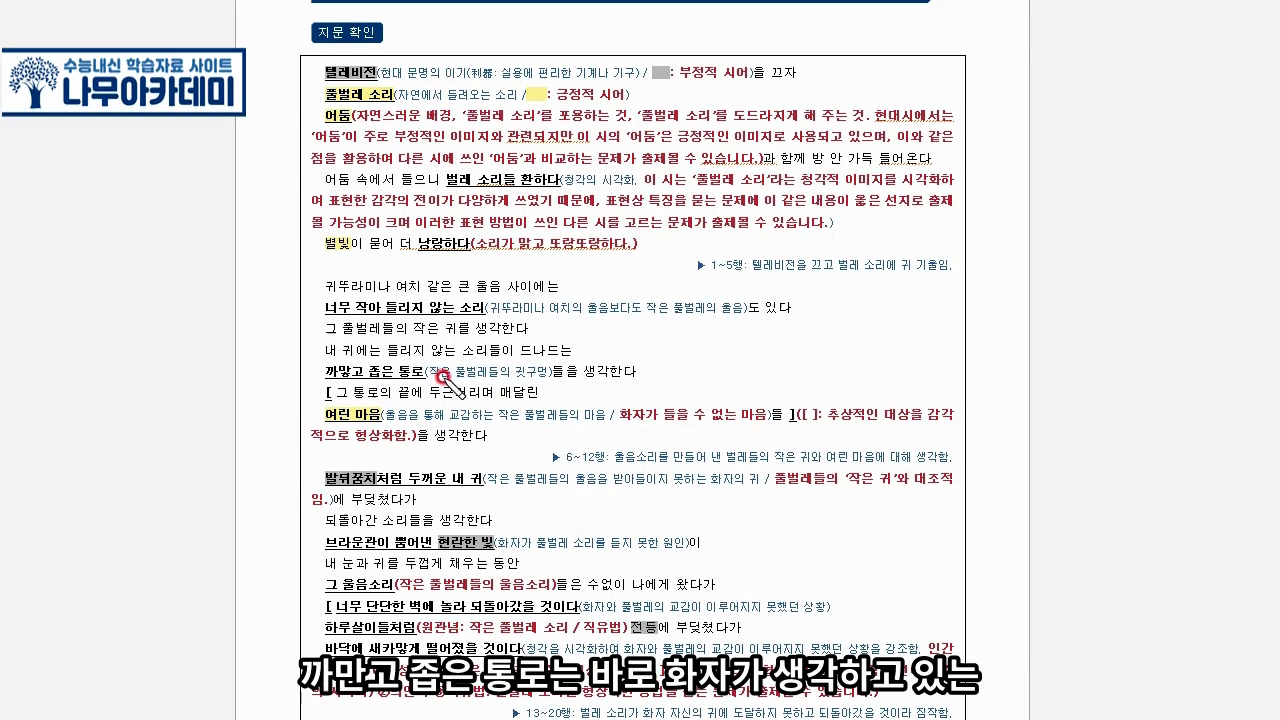 지문 확인
수능내신 학습자료 사이트
나무아카데미
텔레비전(현대 문명의 이기(利器: 실용에 편리한 기계나 기구) / : 부정적 시어)을 끄자
풀벌레 소리(자연에서 들려오는 소리 / : 긍정적 시어)
어둠(자연스러운 배경, ‘풀벌레 소리’를 포용하는 것, ‘풀벌레 소리’를 도드라지게 해 주는 것. 현대시에서는
‘어둠’이 주로 부정적인 이미지와 관련되지만 이 시의 ‘어둠’은 긍정적인 이미지로 사용되고 있으며, 이와 같은
점을 활용하여 다른 시에 쓰인 ‘어둠’과 비교하는 문제가 출제될 수 있습니다.)과 함께 방 안 가득 들어온다
어둠 속에서 들으니 벌레 소리들 환하다(청각의 시각화, 이 시는 ‘풀벌레 소리’라는 청각적 이미지를 시각화하
여 표현한 감각의 전이가 다양하게 쓰였기 때문에, 표현상 특징을 묻는 문제에 이 같은 내용이 옳은 선지로 출제
될 가능성이 크며 이러한 표현 방법이 쓰인 다른 시를 고르는 문제가 출제될 수 있습니다.)
별빛이 묻어 더 낭랑하다(소리가 맑고 또랑또랑하다.)
▶ 1~5행: 텔레비전을 끄고 벌레 소리에 귀 기울임.
귀뚜라미나 여치 같은 큰 울음 사이에는
너무 작아 들리지 않는 소리(귀뚜라미나 여치의 울음보다도 작은 풀벌레의 울음)도 있다
그 풀벌레들의 작은 귀를 생각한다
내 귀에는 들리지 않는 소리들이 드나드는
까맣고 좁은 통로(작은 풀벌레들의 귓구멍)들을 생각한다
[ 그 통로의 끝에 두근거리며 매달린
여린 마음(울음을 통해 교감하는 작은 풀벌레들의 마음 / 화자가 들을 수 없는 마음)들 ]([ ]: 추상적인 대상을 감각
적으로 형상화함.)을 생각한다
▶ 6~12행: 울음소리를 만들어 낸 벌레들의 작은 귀와 여린 마음에 대해 생각함.
발뒤꿈치처럼 두꺼운 내 귀(작은 풀벌레들의 울음을 받아들이지 못하는 화자의 귀 / 풀벌레들의 ‘작은 귀’와 대조적
임.)에 부딪쳤다가
되돌아간 소리들을 생각한다
브라운관이 뿜어낸 현란한 빛(화자가 풀벌레 소리를 듣지 못한 원인)이
내 눈과 귀를 두껍게 채우는 동안
그 울음소리(작은 풀벌레들의 울음소리)들은 수없이 나에게 왔다가
[ 너무 단단한 벽에 놀라 되돌아갔을 것이다(화자와 풀벌레의 교감이 이루어지지 못했던 상황)
하루살이들처럼(원관념: 작은 풀벌레 소리 / 직유법) 전등에 부딪쳤다가
바닥에 새카맣게 떨어졌을 것이다(청각을 시각화하여 화자와 풀벌레의 교감이 이루어지지 못했던 상황을 강조함, 인간
까만고 좁은 통로는 바로 화자가 생각하고 있는
▶ 13~20행: 벌레 소리가 화자 자신의 귀에 도달하지 못하고 되돌아갔을 것이라 짐작함.